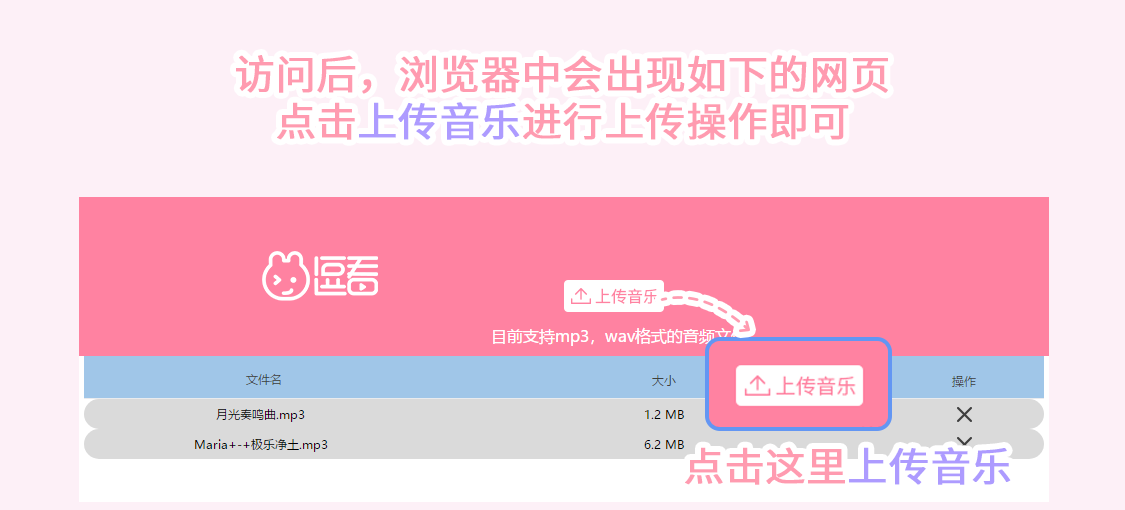 访问后，浏览器中会出现如下的网页
点击上传音乐进行上传操作即可
逗看
上传音乐
目前支持mp3，wav格式的音频文
上传音乐
文件名 大小 操作
月光奏鸣曲.mp3 1.2 MB
Maria+-+极乐净土.mp3 6.2 MB
点击这里上传音乐